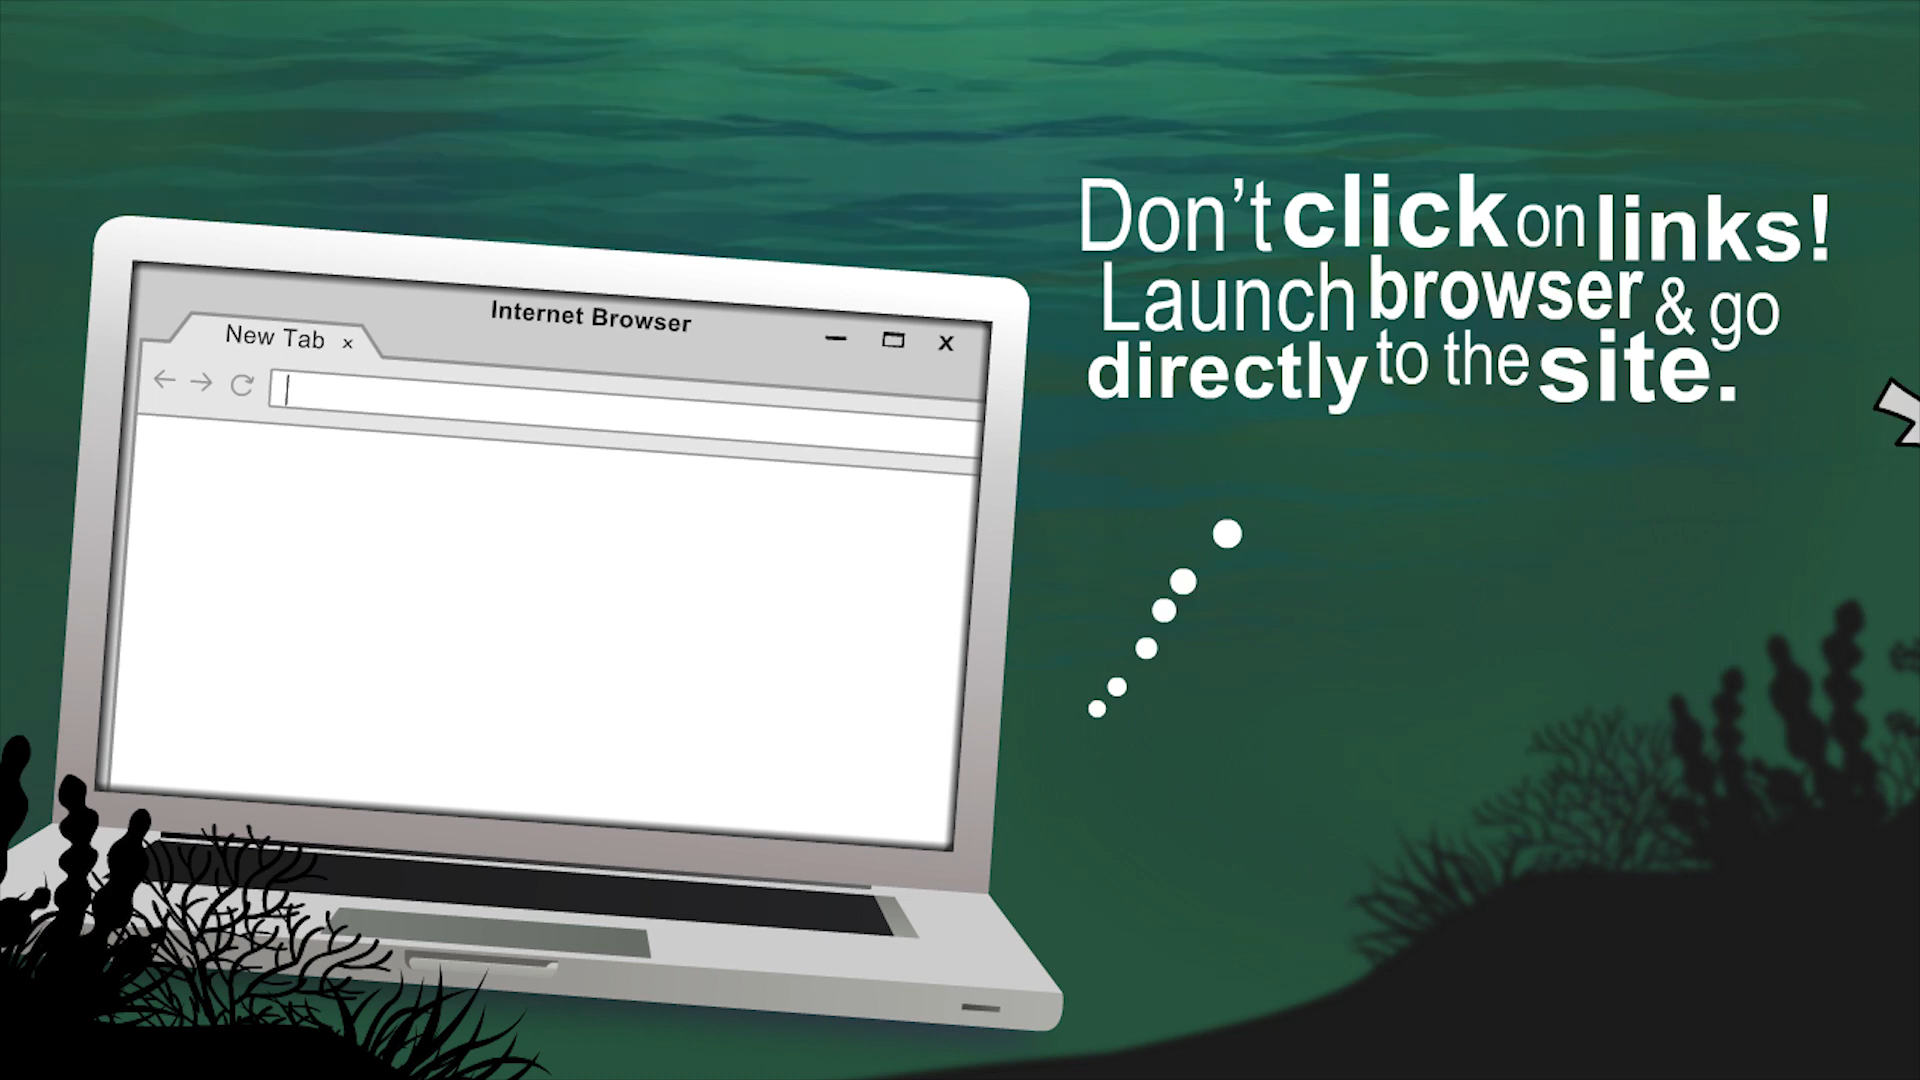 Don’t click on links!
Launch browser & go
directly to the site.
Internet Browser
New Tab ×